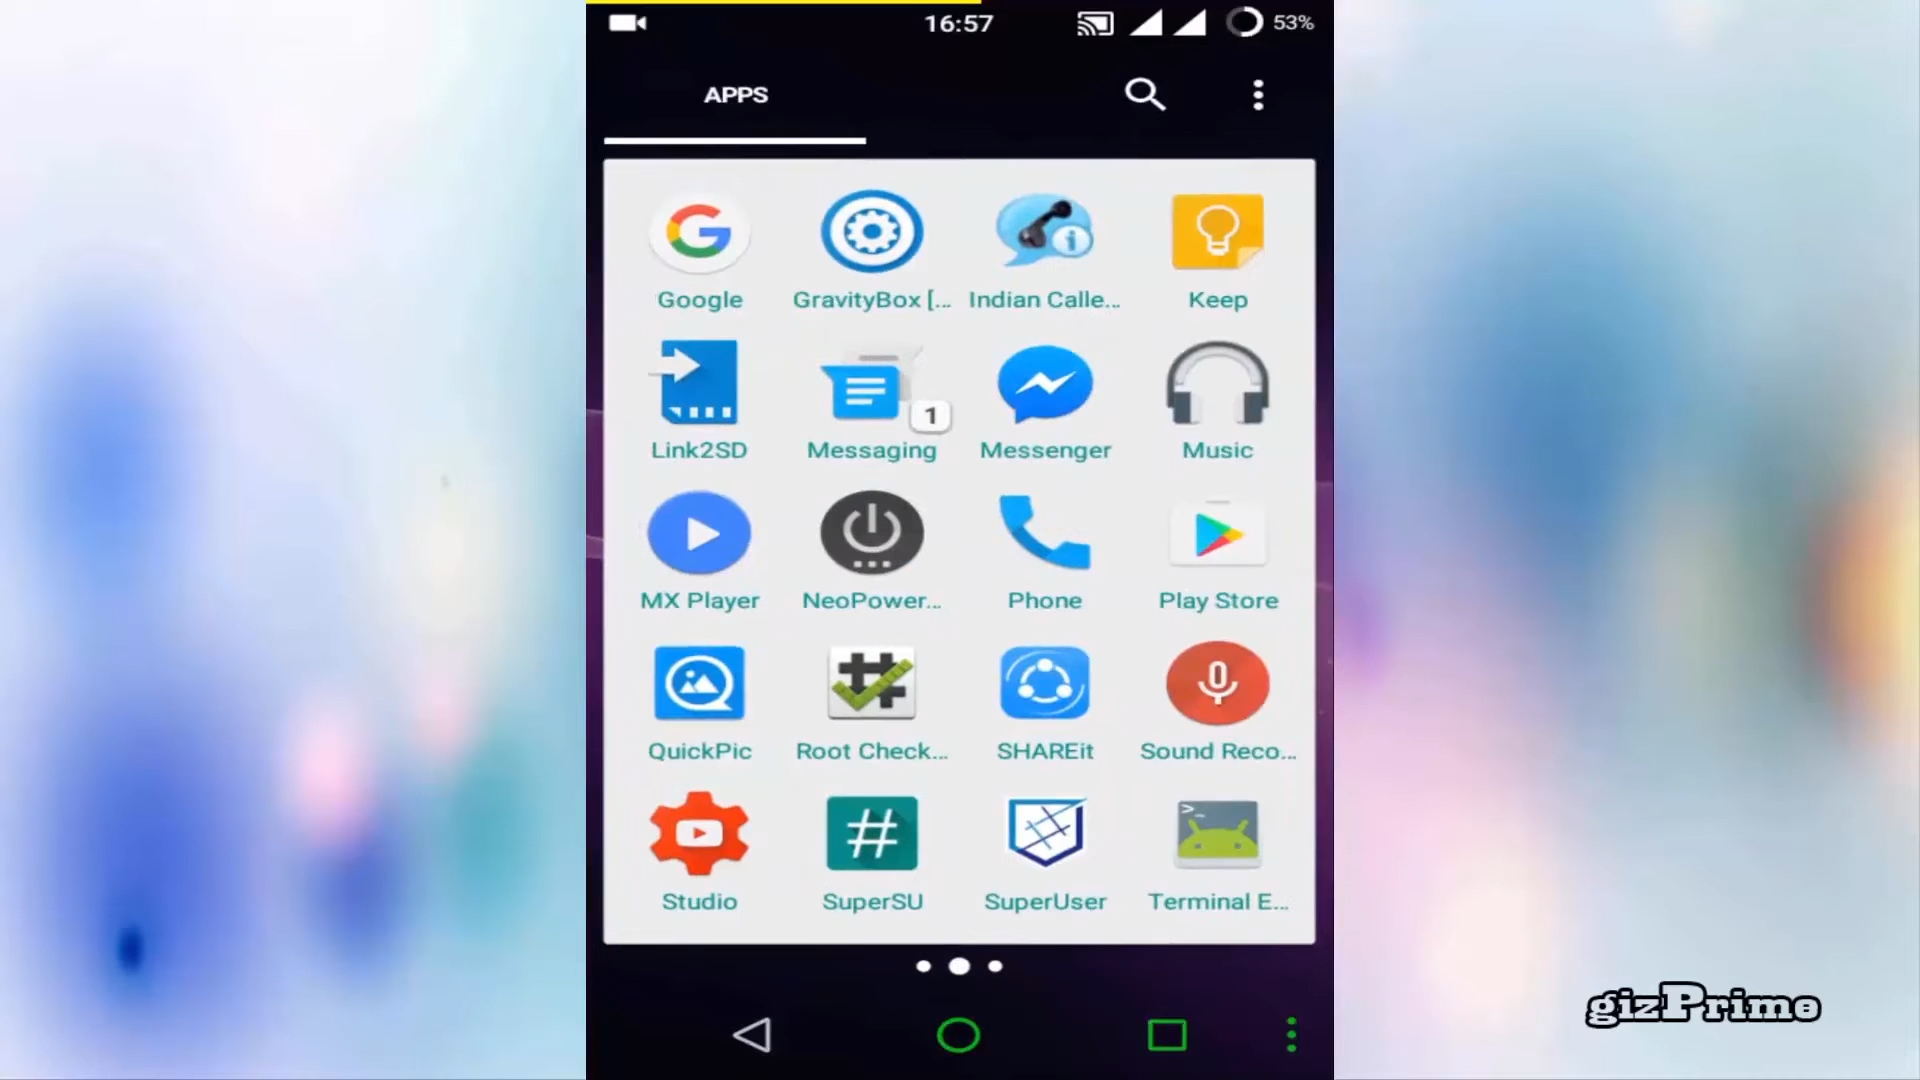 16:57
53%
APPS
Google
GravityBox [...
Indian Calle...
Keep
Link2SD
1
Messaging
Messenger
Music
MX Player
NeoPower...
Phone
Play Store
QuickPic
Root Check...
SHAREit
Sound Reco...
Studio
SuperSU
SuperUser
Terminal E...
gizPrime